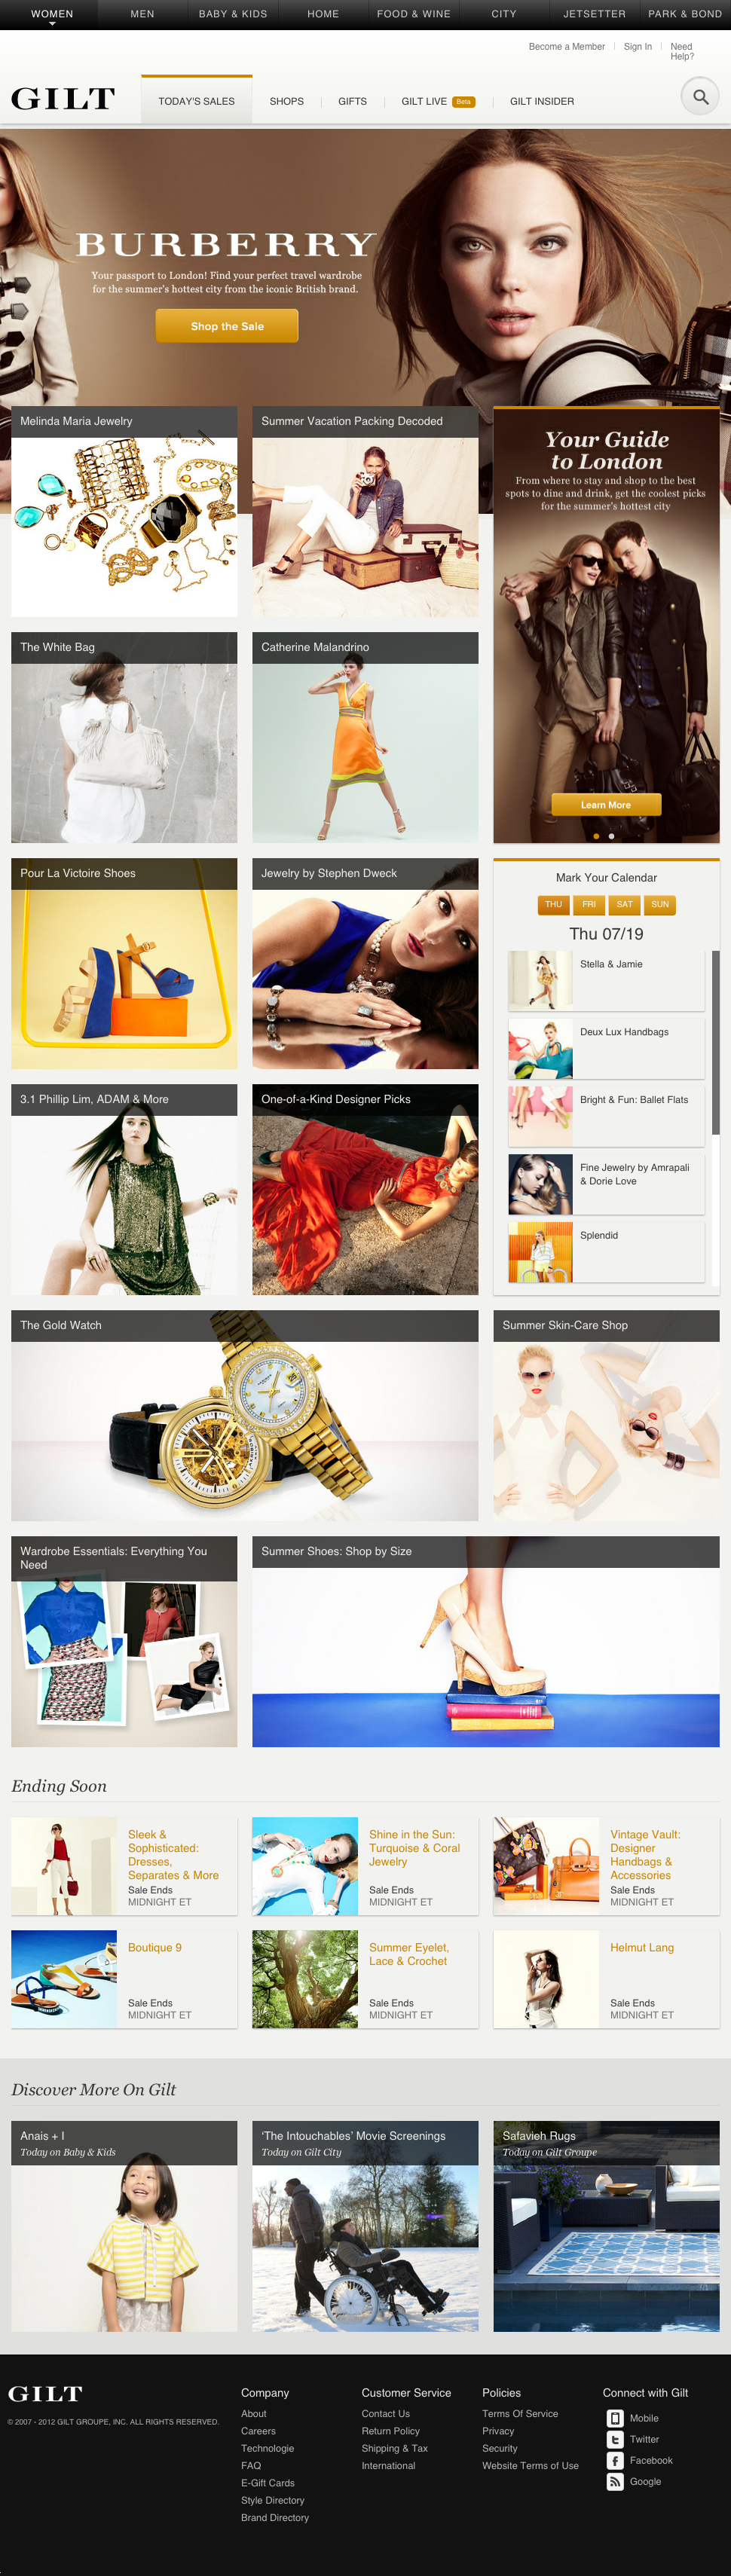 WOMEN
MEN
BABY & KIDS
HOME
FOOD & WINE
CITY
JETSETTER
PARK & BOND
Become a Member
Sign In
Need
Help?
GILT
TODAY'S SALES
SHOPS
GIFTS
GILT LIVE Beta
GILT INSIDER
BURBERRY
Your passport to London! Find your perfect travel wardrobe
for the summer's hottest city from the iconic British brand.
Shop the Sale
Melinda Maria Jewelry
Summer Vacation Packing Decoded
Your Guide
to London
From where to stay and shop to the best
spots to dine and drink, get the coolest picks
for the summer's hottest city
Learn More
The White Bag
Catherine Malandrino
Pour La Victoire Shoes
Jewelry by Stephen Dweck
Mark Your Calendar
THU
FRI
SAT
SUN
Thu 07/19
Stella & Jamie
Deux Lux Handbags
Bright & Fun: Ballet Flats
Fine Jewelry by Amrapali
& Dorie Love
Splendid
3.1 Phillip Lim, ADAM & More
One-of-a-Kind Designer Picks
The Gold Watch
Summer Skin-Care Shop
Wardrobe Essentials: Everything You
Need
Summer Shoes: Shop by Size
Ending Soon
Sleek &
Sophisticated:
Dresses,
Separates & More
Sale Ends
MIDNIGHT ET
Shine in the Sun:
Turquoise & Coral
Jewelry
Sale Ends
MIDNIGHT ET
Vintage Vault:
Designer
Handbags &
Accessories
Sale Ends
MIDNIGHT ET
Boutique 9
Sale Ends
MIDNIGHT ET
Summer Eyelet,
Lace & Crochet
Sale Ends
MIDNIGHT ET
Helmut Lang
Sale Ends
MIDNIGHT ET
Discover More On Gilt
Anais + I
Today on Baby & Kids
'The Intouchables' Movie Screenings
Today on Gilt City
Safavieh Rugs
Today on Gilt Groupe
GILT
© 2007 - 2012 GILT GROUPE, INC. ALL RIGHTS RESERVED.
Company
About
Careers
Technologie
FAQ
E-Gift Cards
Style Directory
Brand Directory
Customer Service
Contact Us
Return Policy
Shipping & Tax
International
Policies
Terms Of Service
Privacy
Security
Website Terms of Use
Connect with Gilt
Mobile
Twitter
Facebook
Google